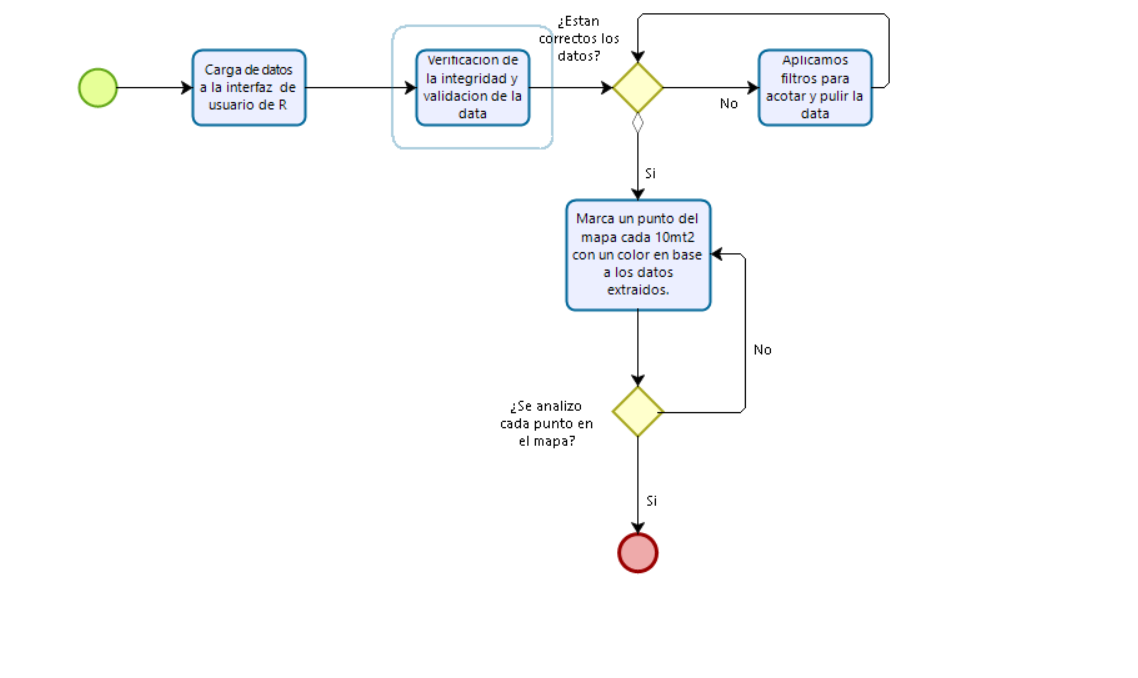 Carga de datos
a la interfaz de
usuario de R
Verificacion de
la integridad y
validacion de la
data
¿Estan
correctos los
datos?
No
Aplicamos
filtros para
acotar y pulir la
data
Si
Marca un punto del
mapa cada 10mt2
con un color en base
a los datos
extraidos.
No
¿Se analizo
cada punto en
el mapa?
Si